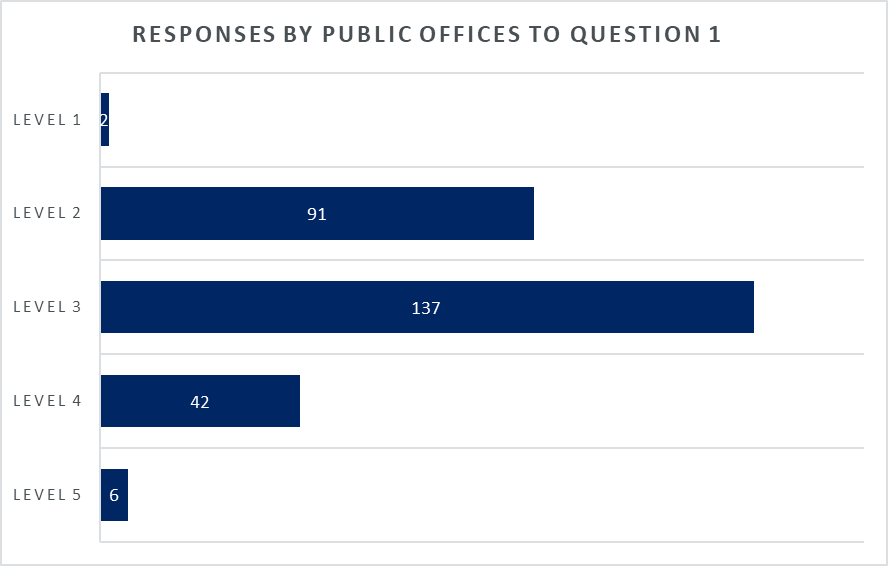 RESPONSES BY PUBLIC OFFICES TO QUESTION 1
LEVEL 1
2
LEVEL 2
91
LEVEL 3
137
LEVEL 4
42
LEVEL 5
6